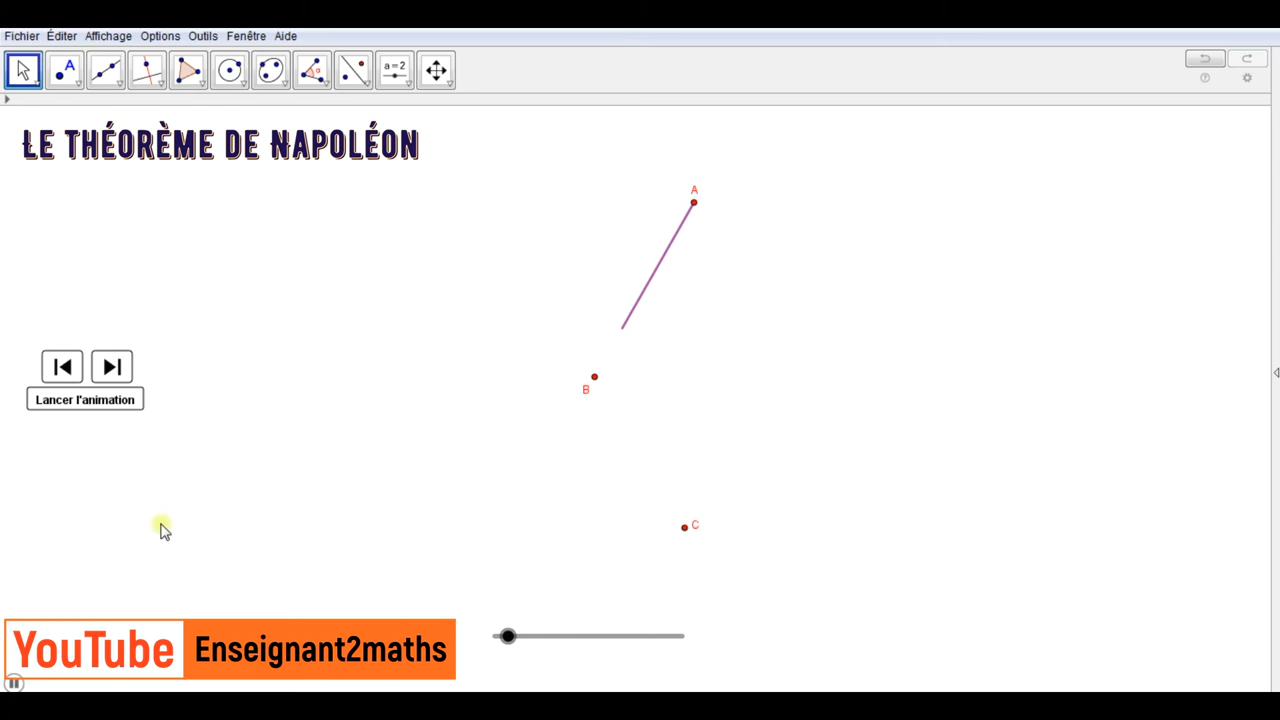 Fichier Éditer Affichage Options Outils Fenêtre Aide
A
a = 2
Le théorème de Napoléon
A
B
Lancer l'animation
C
YouTube Enseignant2maths